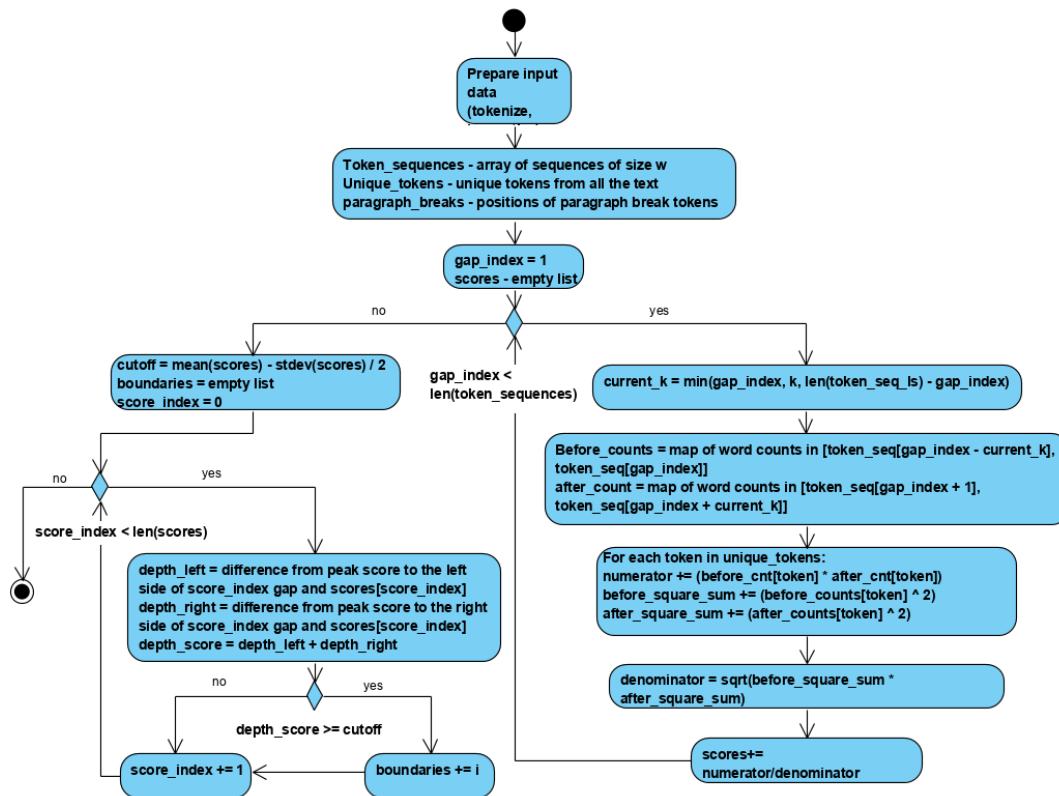 Prepare input
data
(tokenize,
Token_sequences - array of sequences of size w
Unique_tokens - unique tokens from all the text
paragraph_breaks - positions of paragraph break tokens
gap_index = 1
scores - empty list
no
yes
cutoff = mean(scores) - stdev(scores) / 2
boundaries = empty list
score_index = 0
gap_index <
len(token_sequences)
current_k = min(gap_index, k, len(token_seq_ls) - gap_index)
Before_counts = map of word counts in [token_seq[gap_index - current_k],
token_seq[gap_index]]
after_count = map of word counts in [token_seq[gap_index + 1],
token_seq[gap_index + current_k]]
no
yes
score_index < len(scores)
For each token in unique_tokens:
numerator += (before_cnt[token] * after_cnt[token])
before_square_sum += (before_counts[token] ^ 2)
after_square_sum += (after_counts[token] ^ 2)
depth_left = difference from peak score to the left
side of score_index gap and scores[score_index]
depth_right = difference from peak score to the right
side of score_index gap and scores[score_index]
depth_score = depth_left + depth_right
denominator = sqrt(before_square_sum *
after_square_sum)
no
yes
depth_score >= cutoff
score_index += 1
boundaries += i
scores+=
numerator/denominator